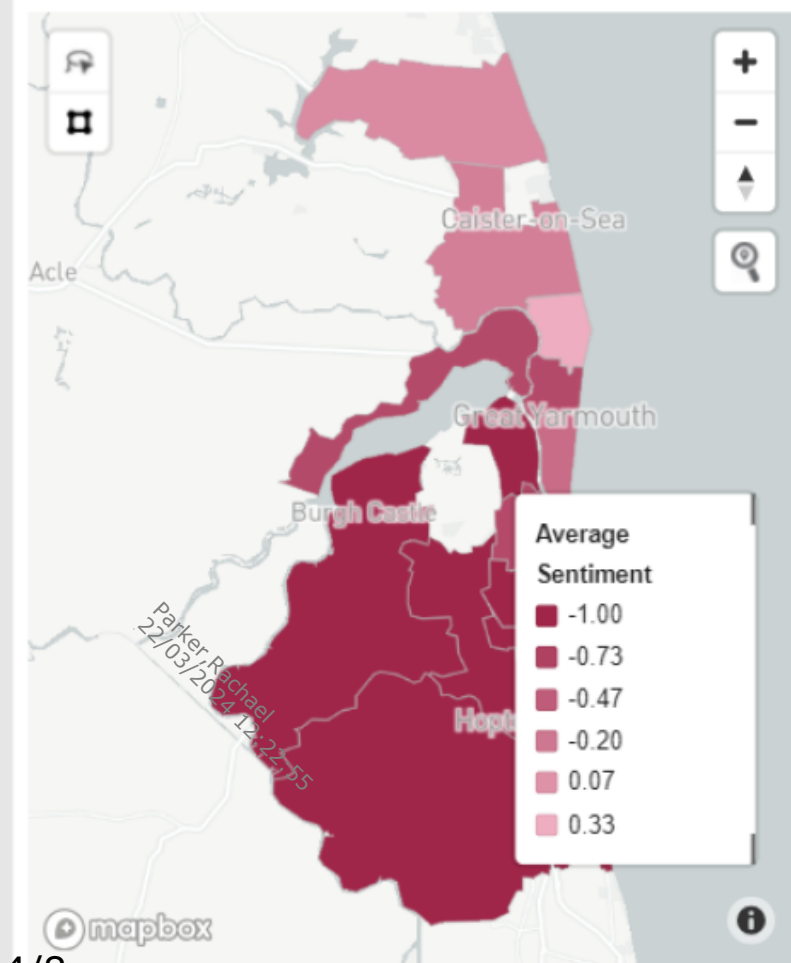 Caister-on-Sea
Acle
Great Yarmouth
Burgh Castle
Parker Rachael
22/03/2024 12:22:55
Average
Sentiment
-1.00
-0.73
-0.47
-0.20
0.07
0.33
mapbox